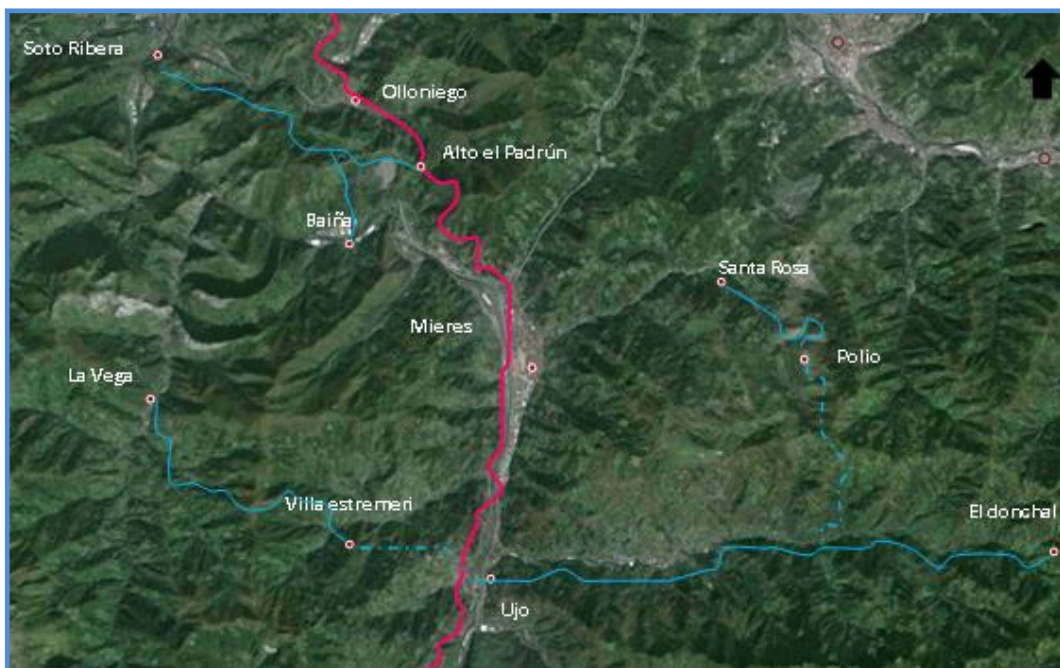 Soto Ribera
Olloniego
Alto el Padrún
Baiña
Santa Rosa
Mieres
Polio
La Vega
Villa estremeri
El donchal
Ujo